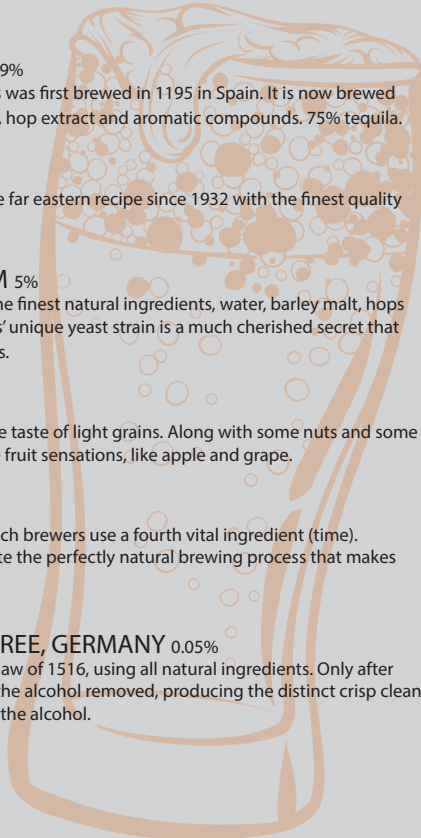 9%
s was first brewed in 1195 in Spain. It is now brewed
, hop extract and aromatic compounds. 75% tequila.
e far eastern recipe since 1932 with the finest quality
M 5%
he finest natural ingredients, water, barley malt, hops
s’ unique yeast strain is a much cherished secret that
s.
e taste of light grains. Along with some nuts and some
e fruit sensations, like apple and grape.
ch brewers use a fourth vital ingredient (time).
te the perfectly natural brewing process that makes
REE, GERMANY 0.05%
aw of 1516, using all natural ingredients. Only after
the alcohol removed, producing the distinct crisp clean
the alcohol.